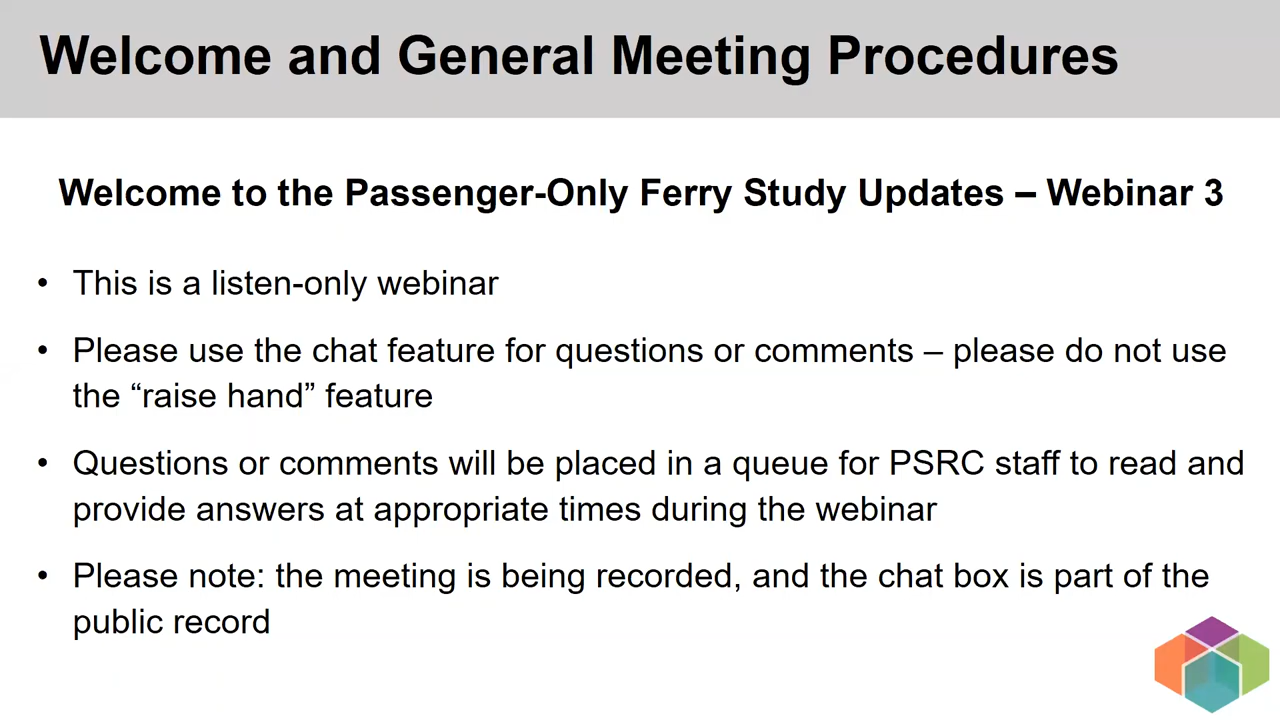 Welcome and General Meeting Procedures
Welcome to the Passenger-Only Ferry Study Updates – Webinar 3
• This is a listen-only webinar
• Please use the chat feature for questions or comments – please do not use
the “raise hand” feature
• Questions or comments will be placed in a queue for PSRC staff to read and
provide answers at appropriate times during the webinar
• Please note: the meeting is being recorded, and the chat box is part of the
public record